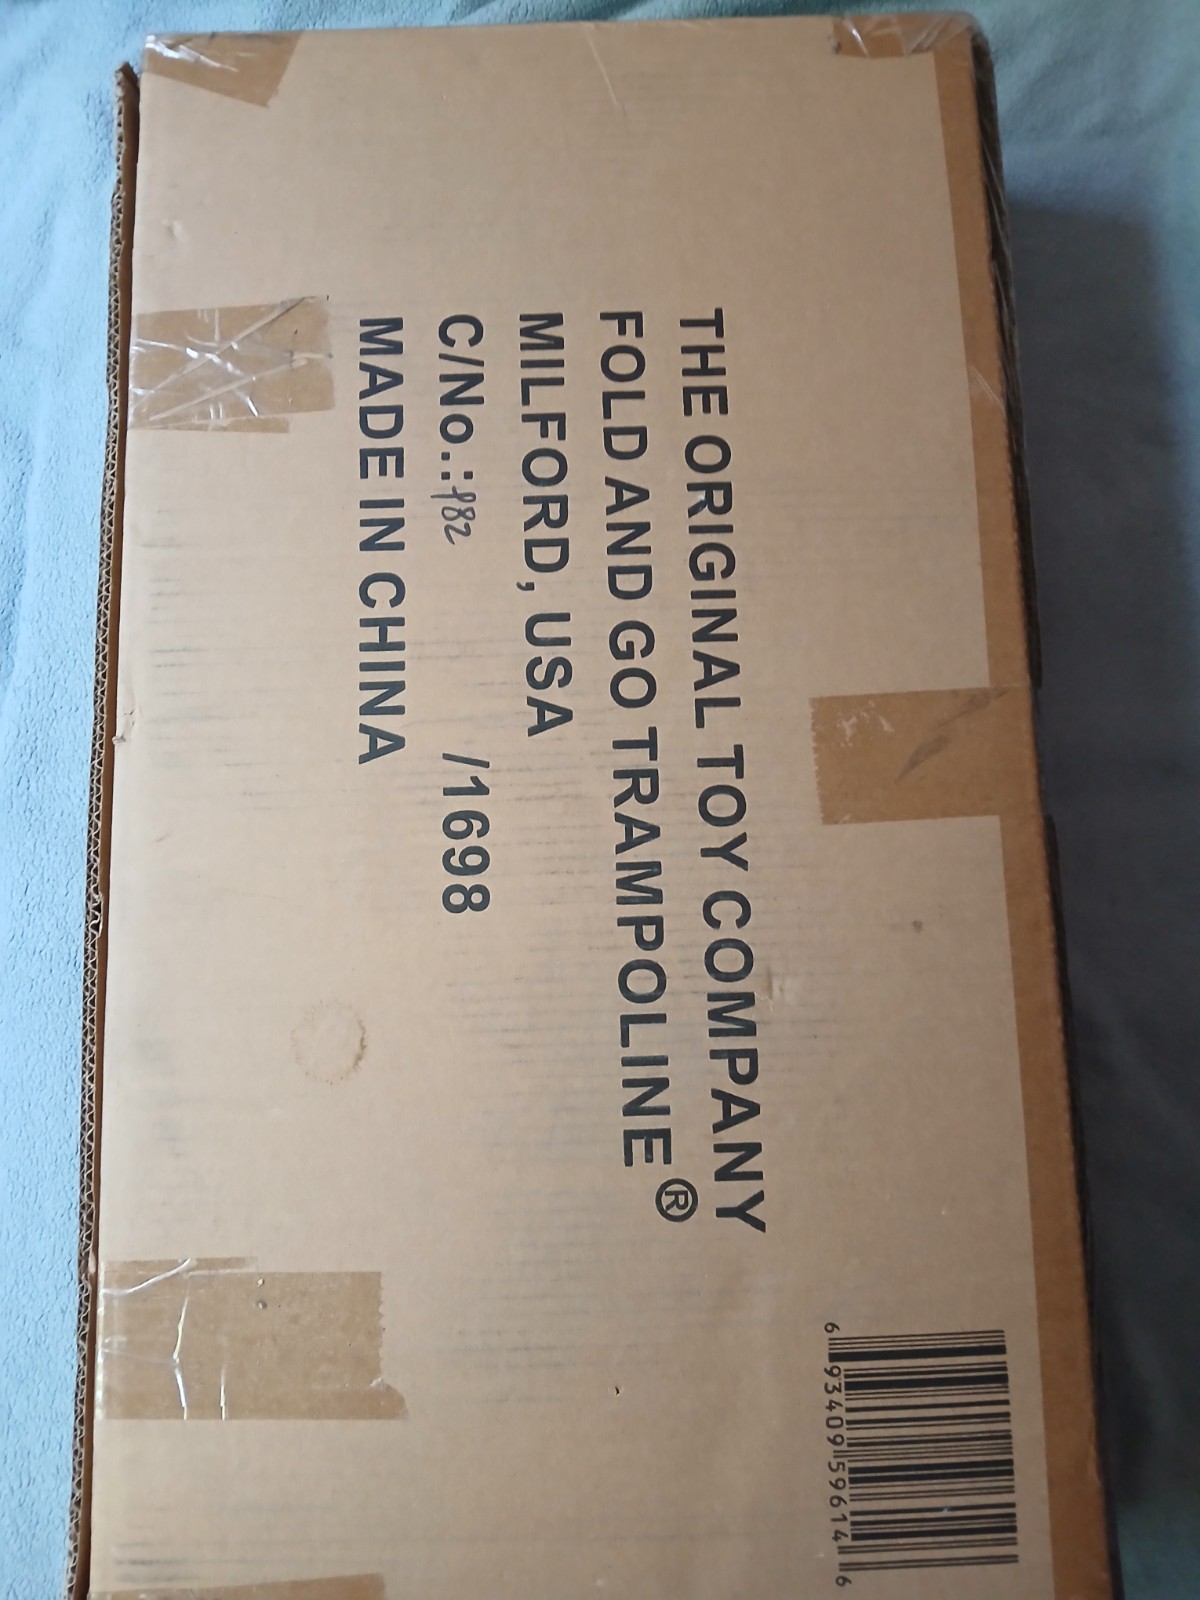 THE ORIGINAL TOY COMPANY
FOLD AND GO TRAMPOLINE®
MILFORD, USA
C/No.: 982 /1698
MADE IN CHINA
6 93409 59614 6